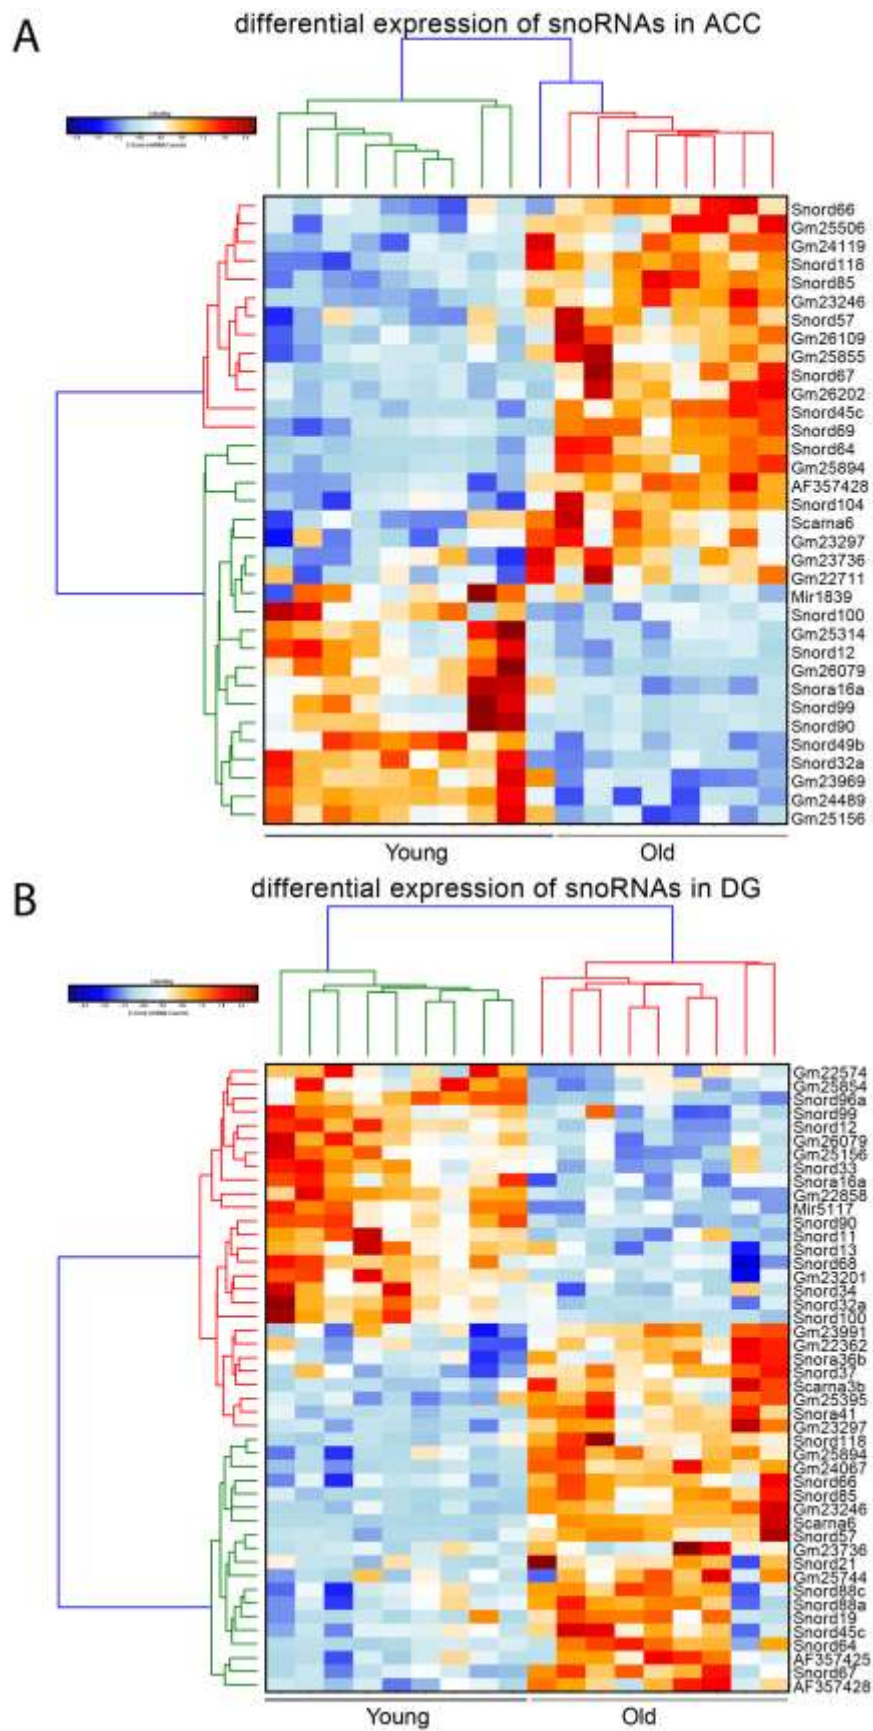 A
differential expression of snoRNAs in ACC
Snord66
Gm25506
Gm24119
Snord118
Snord85
Gm23246
Snord57
Gm26109
Gm25855
Snord67
Gm26202
Snord45c
Snord69
Snord64
Gm25894
AF357428
Snord104
Scarna6
Gm23297
Gm23736
Gm22711
Mir1839
Snord100
Gm25314
Snord12
Gm26079
Snora16a
Snord99
Snord90
Snord49b
Snord32a
Gm23969
Gm24489
Gm25156
Young Old
B
differential expression of snoRNAs in DG
Gm22574
Gm25854
Snord96a
Snord99
Snord12
Gm26079
Gm25156
Snord33
Snora16a
Gm22858
Mir5117
Snord90
Snord11
Snord13
Snord68
Gm23201
Snord34
Snord32a
Snord100
Gm23991
Gm22362
Snora36b
Snord37
Scarna3b
Gm25395
Snora41
Gm23297
Snord118
Gm25894
Gm24067
Snord66
Snord85
Gm23246
Scarna6
Snord57
Gm23736
Snord21
Gm25744
Snord88c
Snord88a
Snord19
Snord45c
Snord64
AF357425
Snord67
AF357428
Young Old